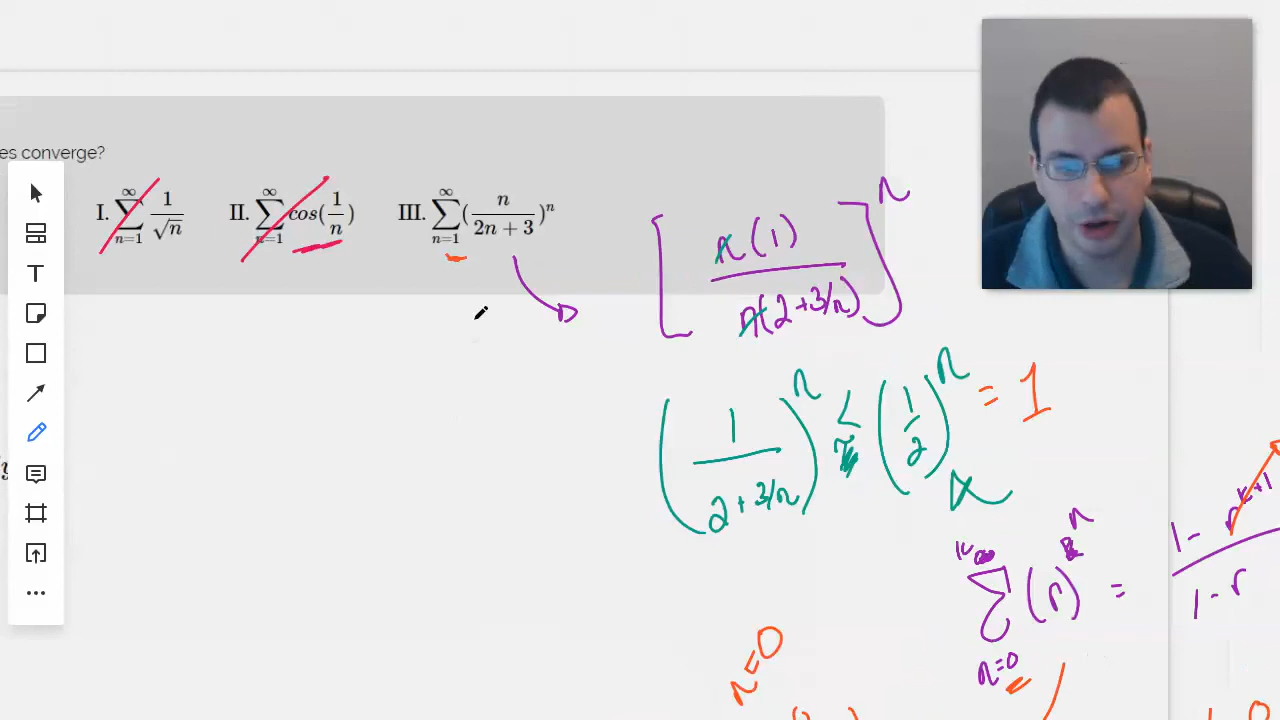 es converge?
I. ∞ ∑ n=1 1/√n II. ∞ ∑ n=1 cos(1/n) III. ∞ ∑ n=1 (n/(2n + 3))^n
[n(1)/n(2+3/n)]^n
(1/(2+3/n))^n ≤ (1/2)^n = 1
∑ n=0 (r)^n = (1-r^n+1)/(1-r)
n=0
T